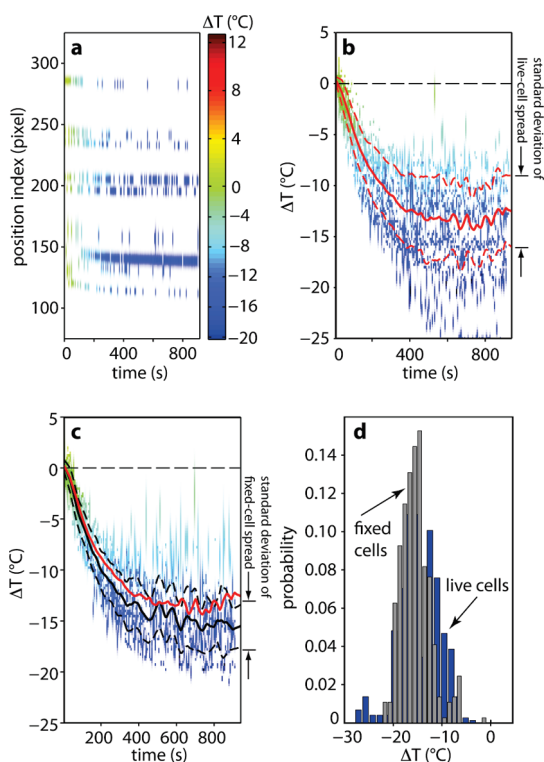 ΔT (°C)
a
position index (pixel)
325
300
250
200
150
100
0 400 800
time (s)
12
8
4
0
−4
−8
−12
−16
−20
b
ΔT (°C)
5
0
−5
−10
−15
−20
−25
0 400 800
time (s)
standard deviation of
live-cell spread
c
ΔT (°C)
5
0
−5
−10
−15
−20
−25
200 400 600 800
time (s)
standard deviation of
fixed-cell spread
d
probability
0.14
0.12
0.08
0.04
0.02
0
fixed
cells
live cells
−30 −20 −10 0
ΔT (°C)